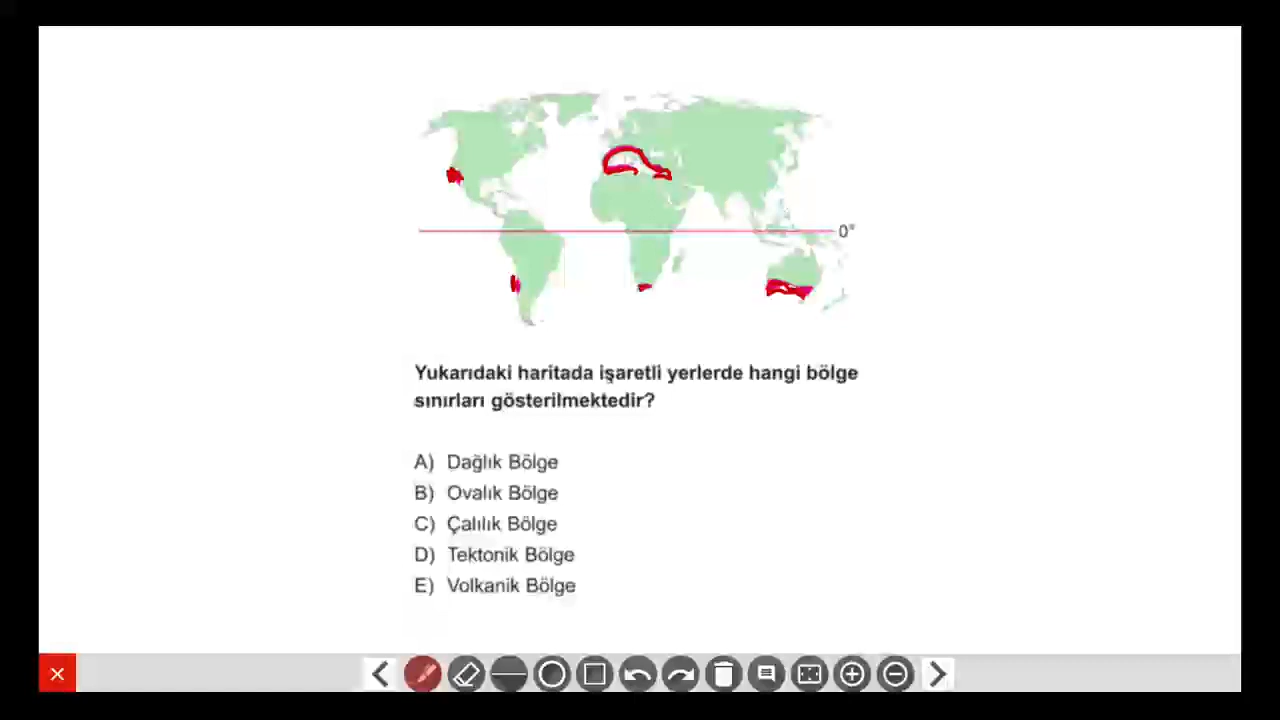 0°
Yukarıdaki haritada işaretli yerlerde hangi bölge
sınırları gösterilmektedir?
A) Dağlık Bölge
B) Ovalık Bölge
C) Çalılık Bölge
D) Tektonik Bölge
E) Volkanik Bölge